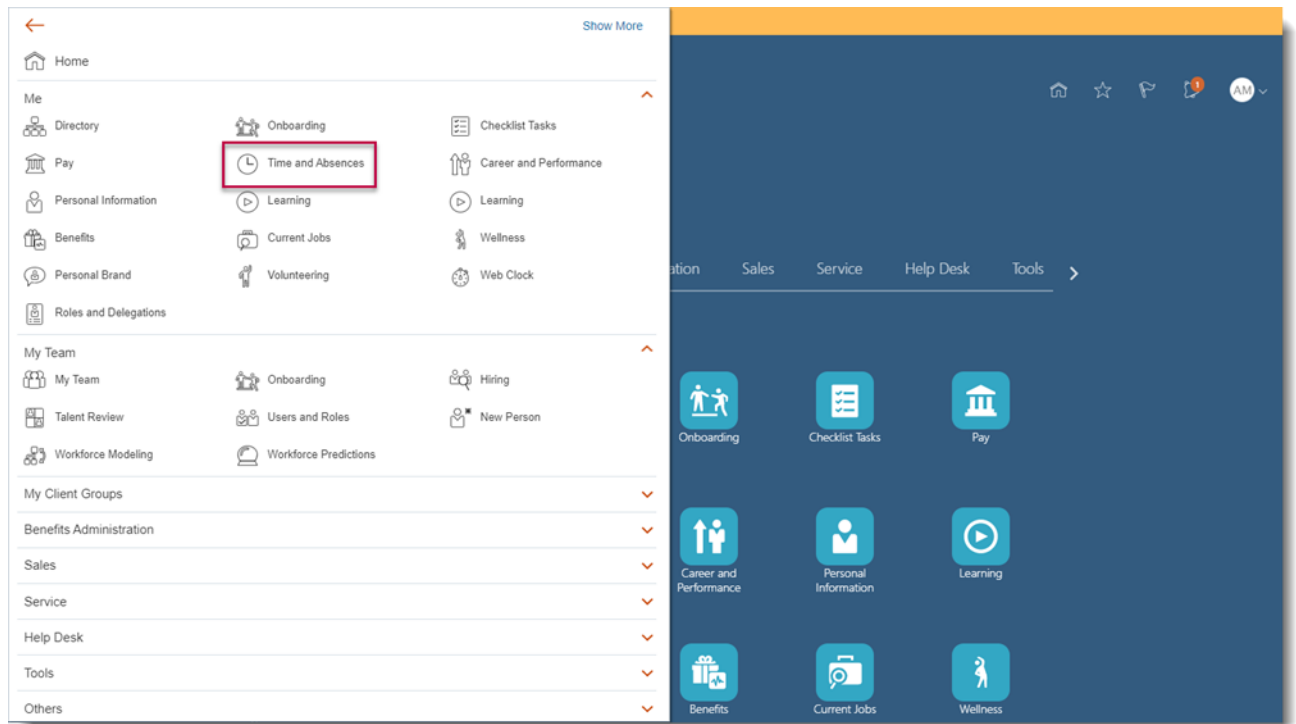 Show More
Home
Me
Directory
Onboarding
Checklist Tasks
Pay
Time and Absences
Career and Performance
Personal Information
Learning
Learning
Benefits
Current Jobs
Wellness
Personal Brand
Volunteering
Web Clock
Roles and Delegations
My Team
My Team
Onboarding
Hiring
Talent Review
Users and Roles
New Person
Workforce Modeling
Workforce Predictions
My Client Groups
Benefits Administration
Sales
Service
Help Desk
Tools
Others
1
AM
ation
Sales
Service
Help Desk
Tools
Onboarding
Checklist Tasks
Pay
Career and
Performance
Personal
Information
Learning
Benefits
Current Jobs
Wellness